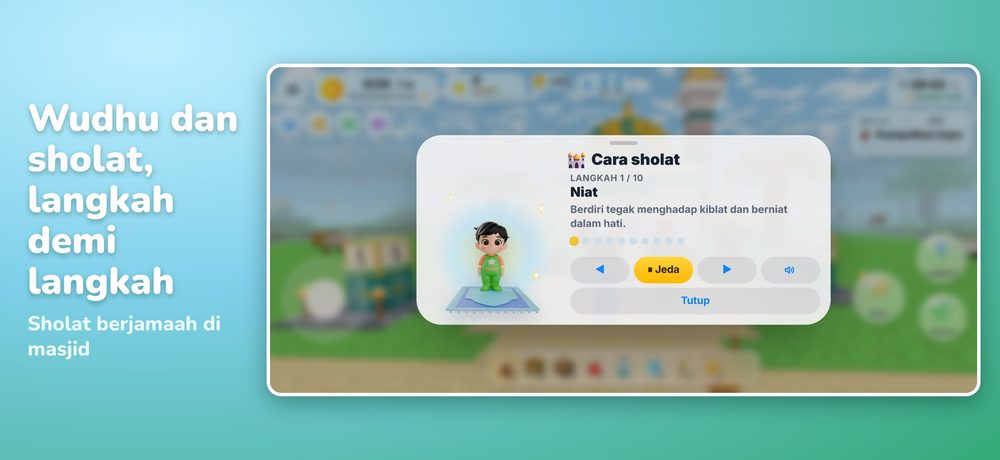 Wudhu dan
sholat,
langkah
demi
langkah
Sholat berjamaah di
masjid
Cara sholat
LANGKAH 1 / 10
Niat
Berdiri tegak menghadap kiblat dan berniat
dalam hati.
Jeda
Tutup